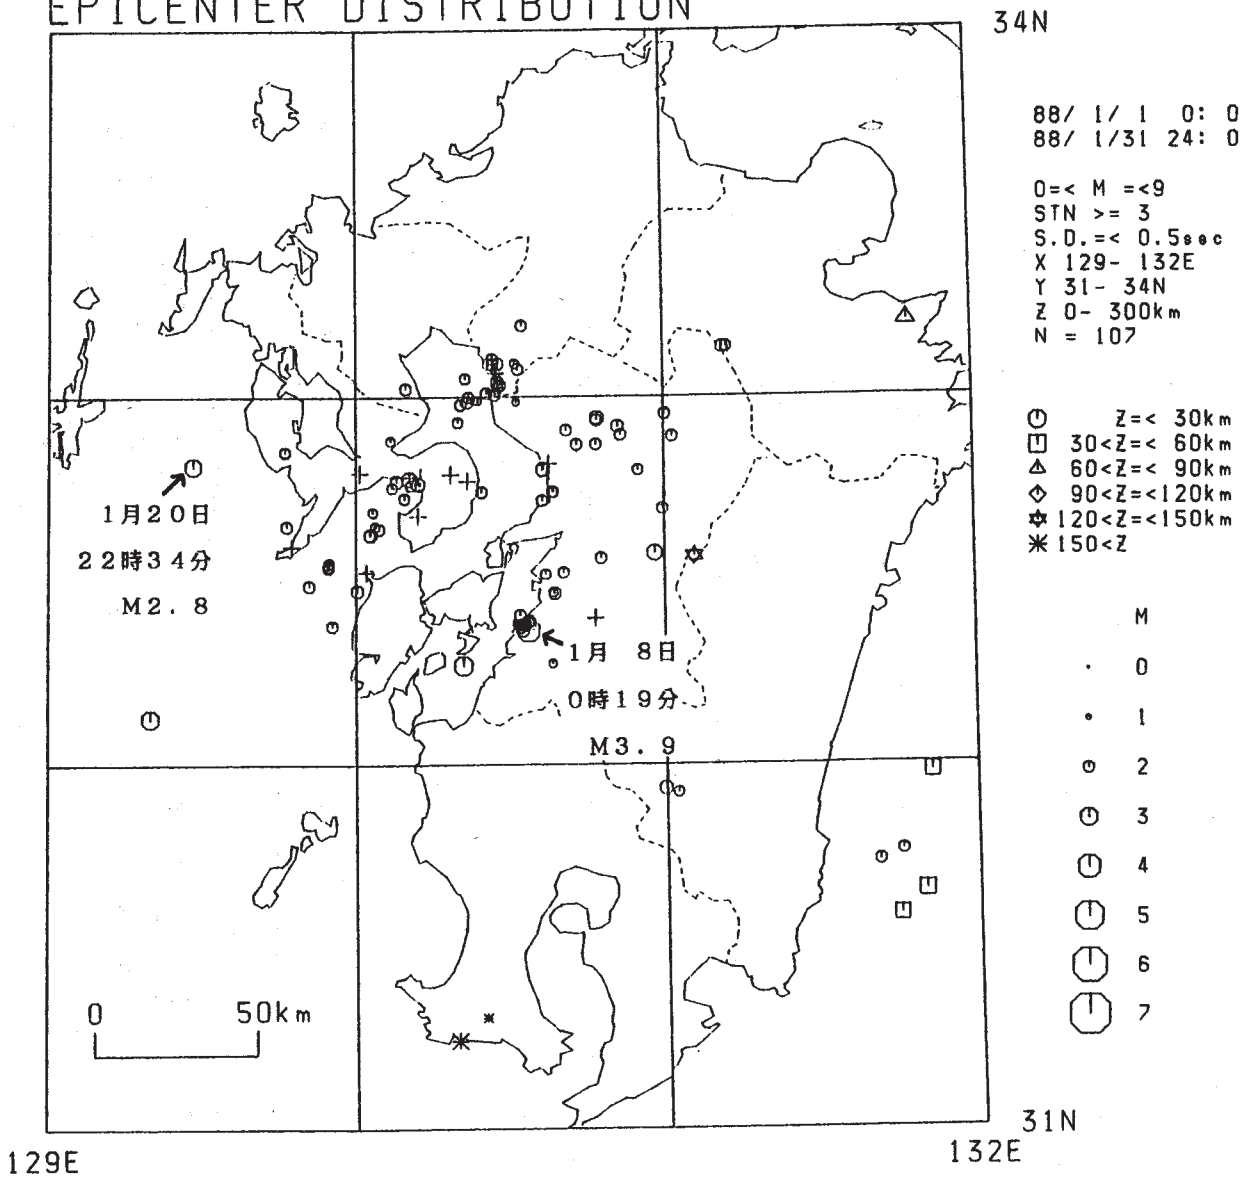 EPICENTER DISTRIBUTION
34N
88/ 1/ 1 0: 0
88/ 1/31 24: 0
0=< M =<9
STN >= 3
S.D.=< 0.5sec
X 129- 132E
Y 31- 34N
Z 0- 300km
N = 107
Z=< 30km
30<Z=< 60km
60<Z=< 90km
90<Z=<120km
120<Z=<150km
150<Z
1月20日
22時34分
M2.8
1月 8日
0時19分
M3.9
M
0
1
2
3
4
5
6
7
0 50km
31N
129E
132E